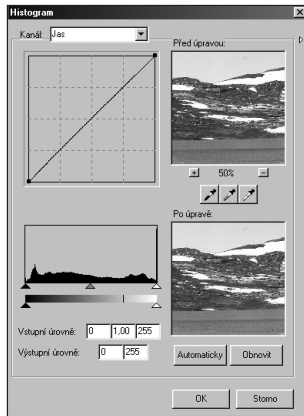 Histogram
Kanál: Jas
Před úpravou:
50%
Po úpravě:
Vstupní úrovně: 0 1,00 255
Výstupní úrovně: 0 255
Automaticky Obnovit
OK Storno